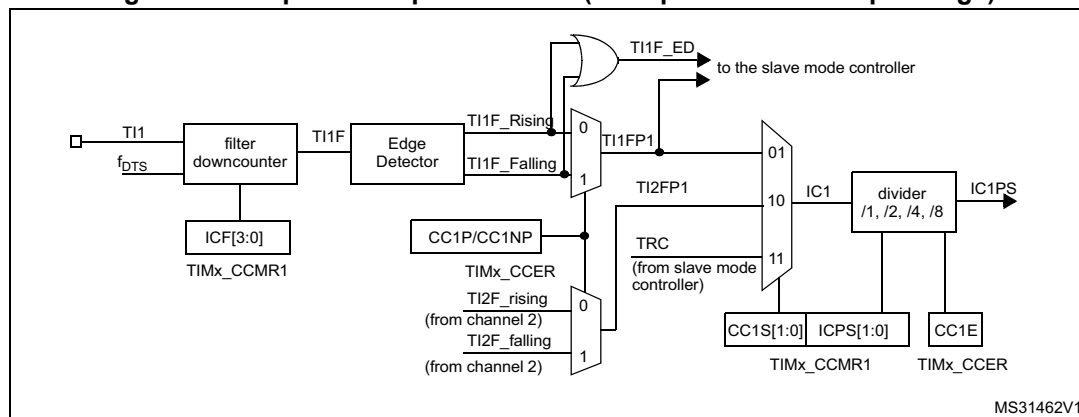 TI1F_ED
to the slave mode controller
TI1
fDTS
filter
downcounter
TI1F
Edge
Detector
TI1F_Rising
TI1F_Falling
0
1
TI1FP1
01
TI2FP1
10
IC1
divider
/1, /2, /4, /8
IC1PS
ICF[3:0]
TIMx_CCMR1
CC1P/CC1NP
TIMx_CCER
TRC
11
(from slave mode
controller)
TI2F_rising
0
(from channel 2)
TI2F_falling
1
(from channel 2)
CC1S[1:0]
ICPS[1:0]
CC1E
TIMx_CCMR1
TIMx_CCER
MS31462V1